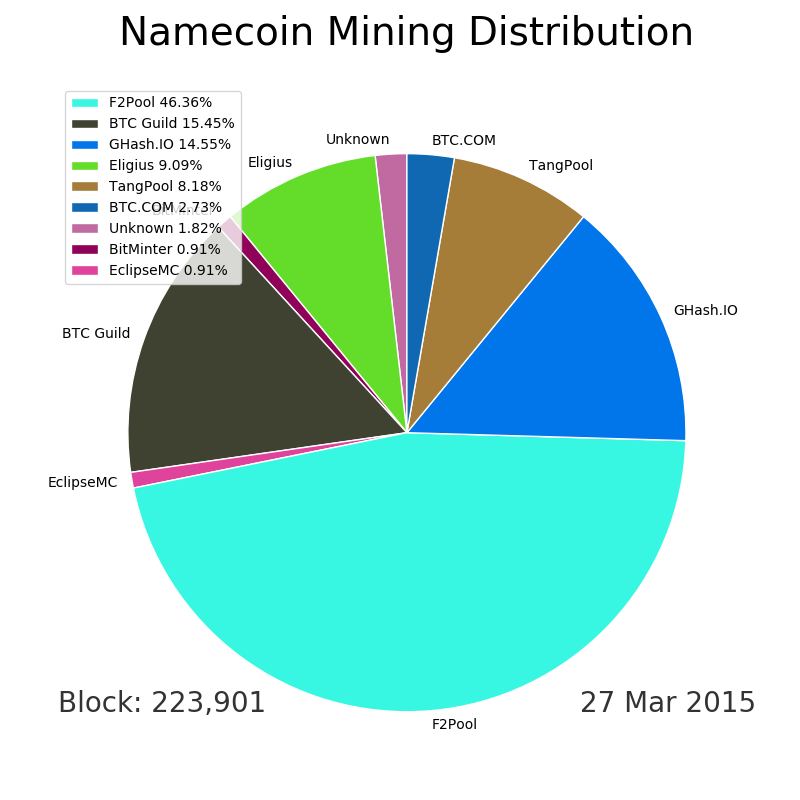 Namecoin Mining Distribution
F2Pool 46.36%
BTC Guild 15.45%
GHash.IO 14.55%
Eligius 9.09%
TangPool 8.18%
BTC.COM 2.73%
Unknown 1.82%
BitMinter 0.91%
EclipseMC 0.91%
Unknown
BTC.COM
Eligius
TangPool
BitMinter
GHash.IO
BTC Guild
EclipseMC
Block: 223,901
27 Mar 2015
F2Pool